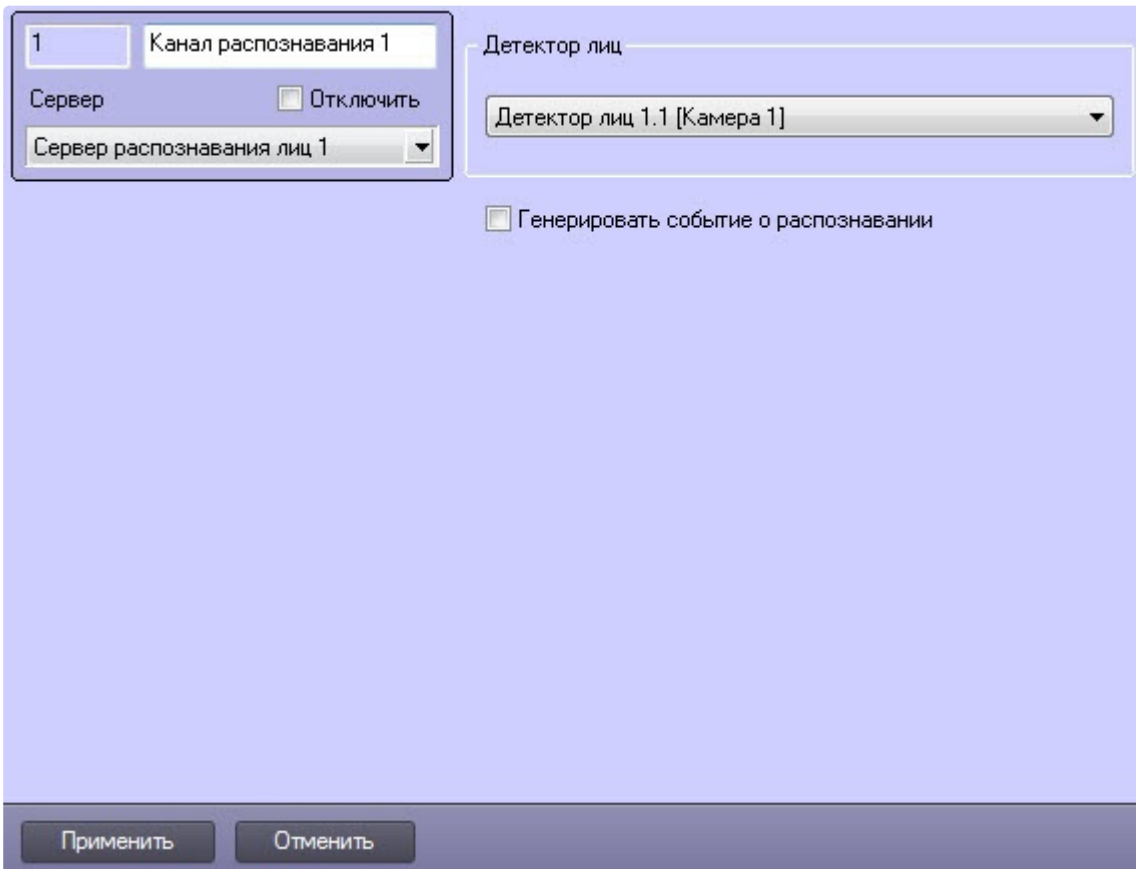 1
Канал распознавания 1
Сервер
Отключить
Сервер распознавания лиц 1
Детектор лиц
Детектор лиц 1.1 [Камера 1]
Генерировать событие о распознавании
Применить
Отменить